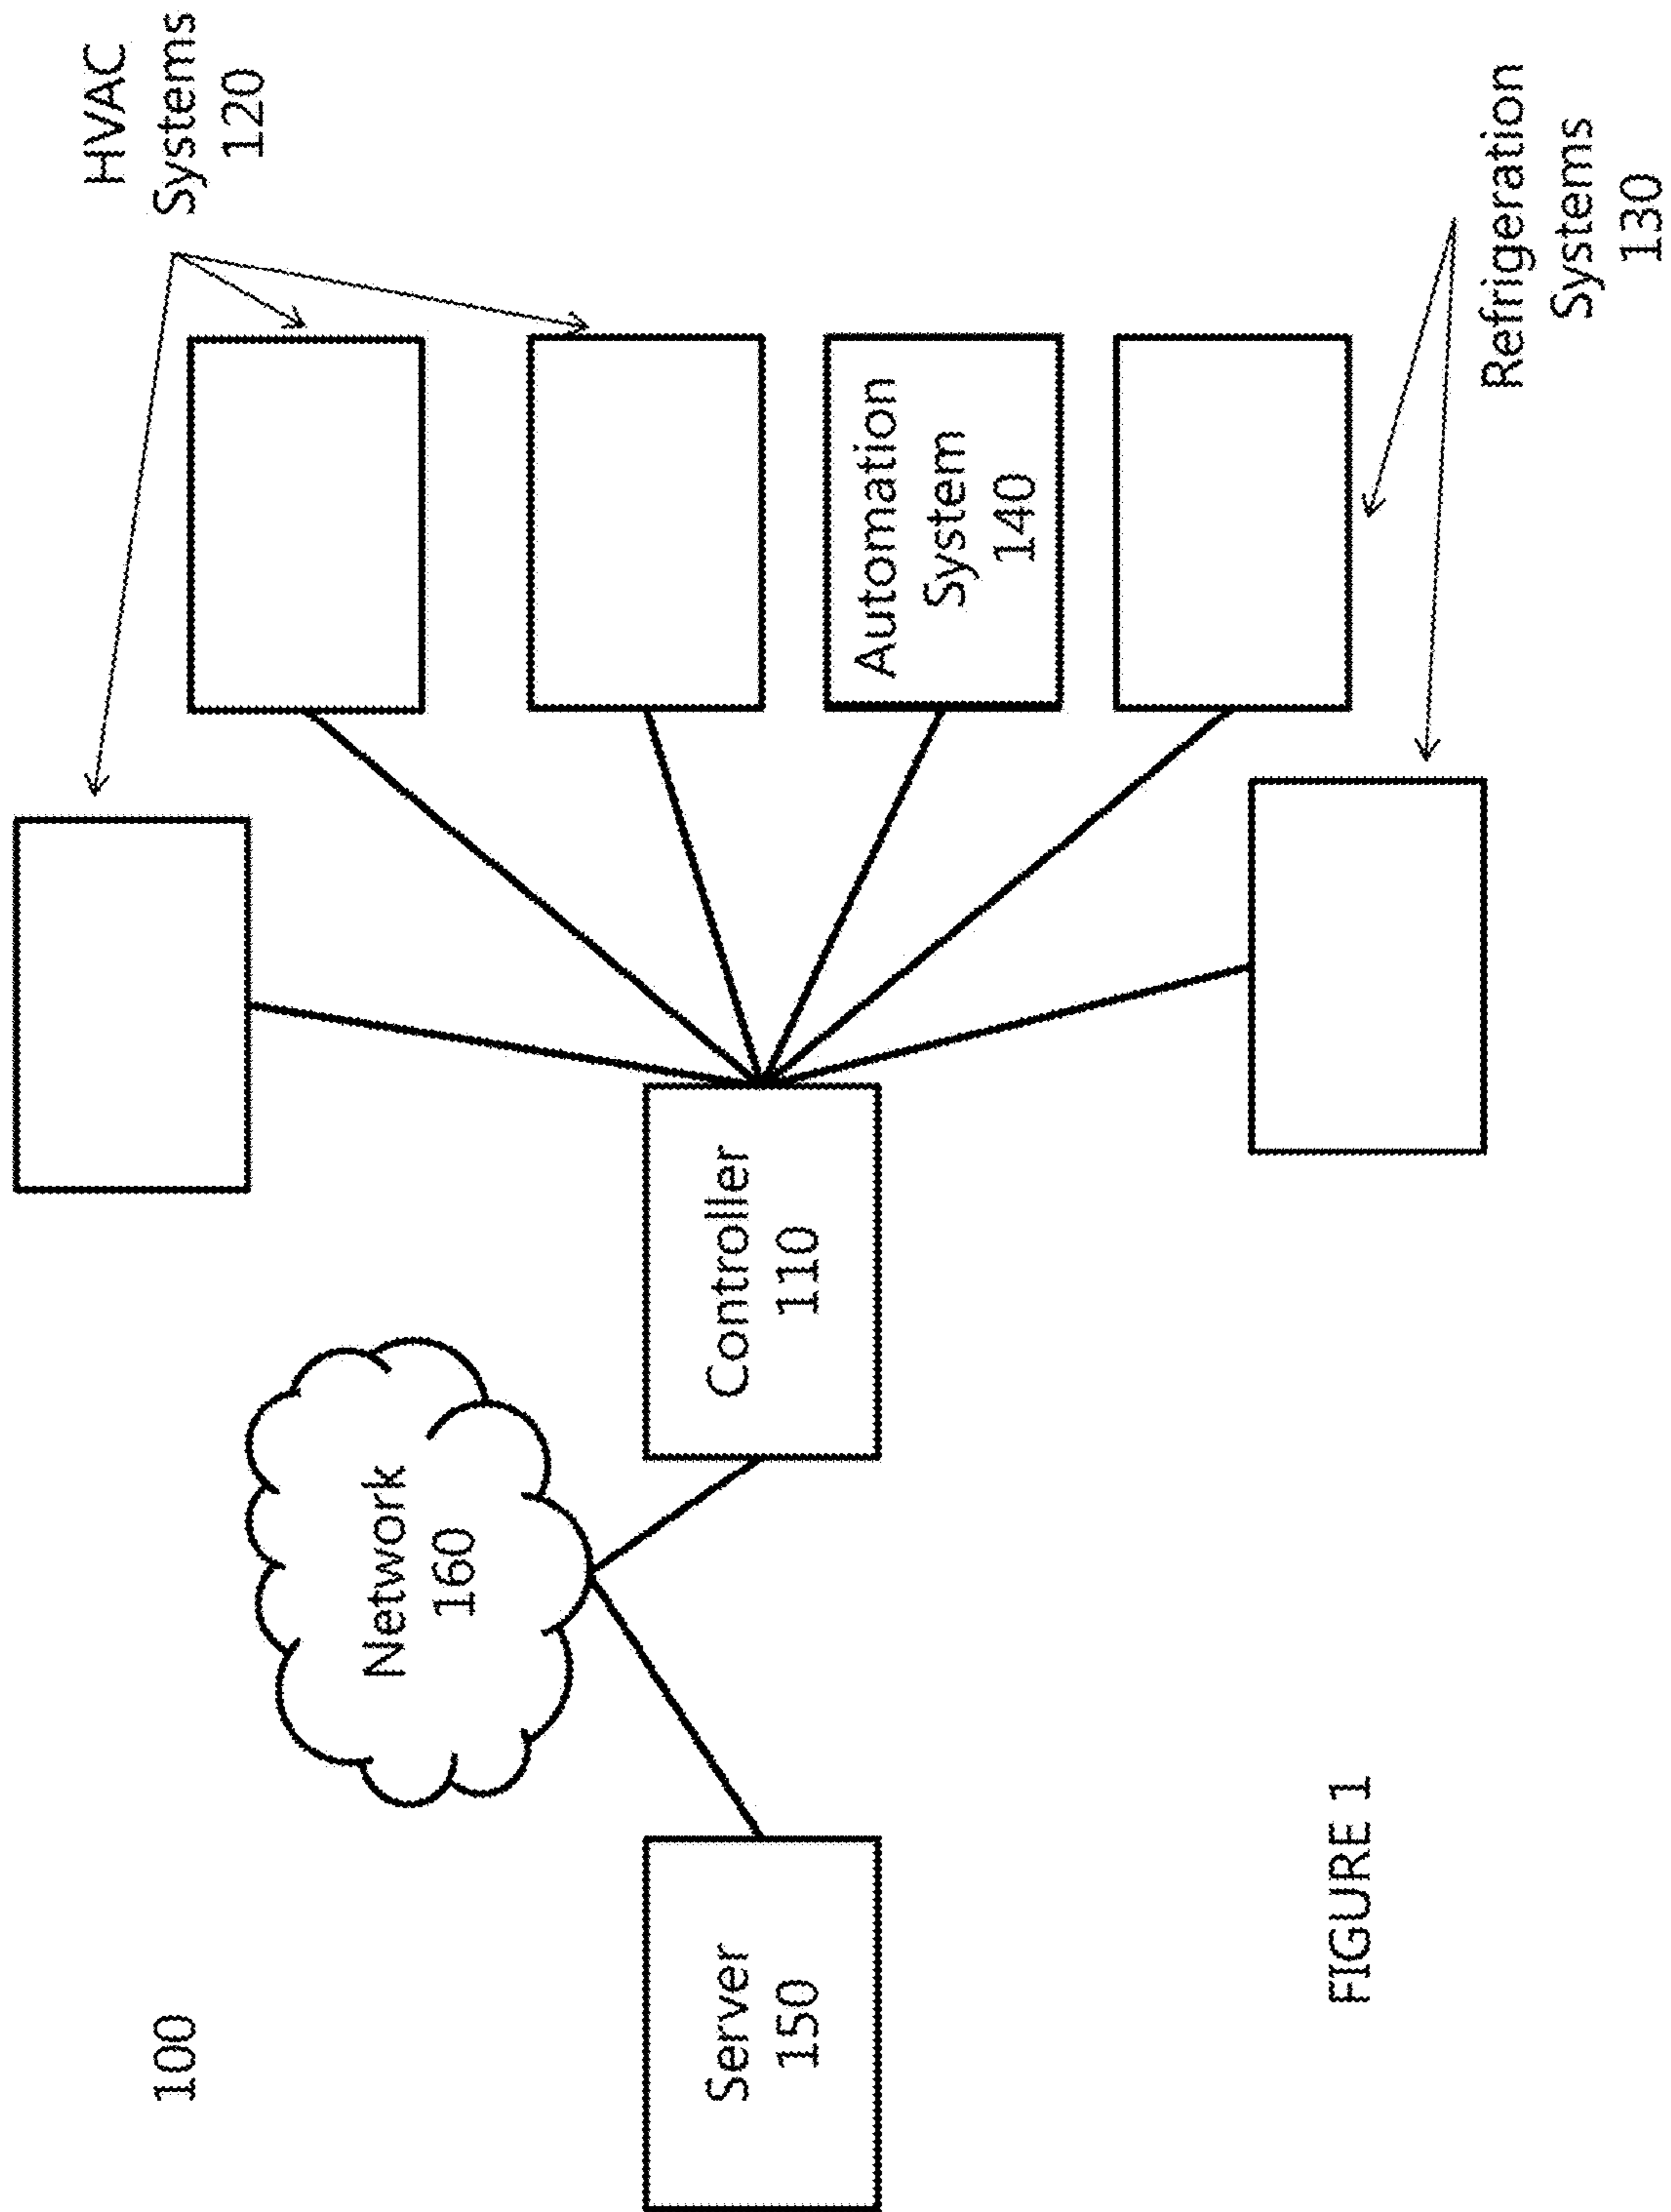 100
HVAC
Systems
120
Network
160
Server
150
Controller
110
Automation
System
140
Refrigeration
Systems
130
FIGURE 1